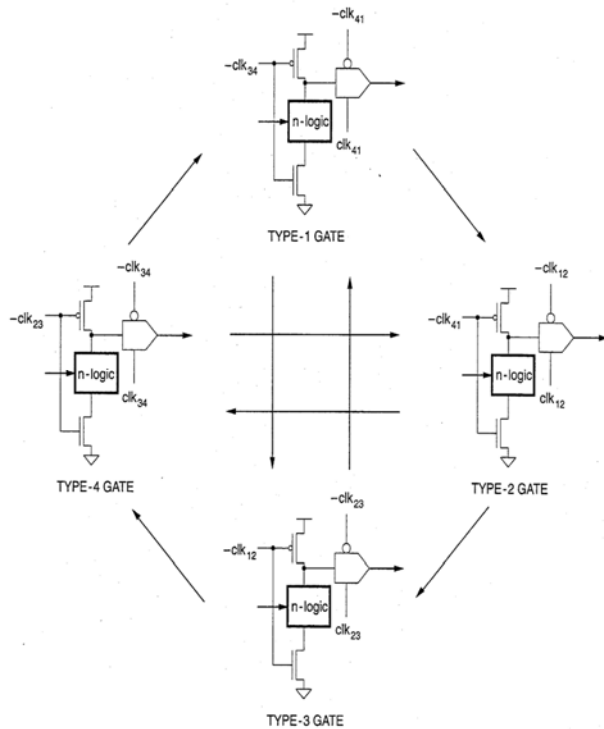 –clk41
–clk34
n-logic
clk41
TYPE-1 GATE
–clk34
–clk23
n-logic
clk34
TYPE-4 GATE
–clk12
–clk41
n-logic
clk12
TYPE-2 GATE
–clk23
–clk12
n-logic
clk23
TYPE-3 GATE